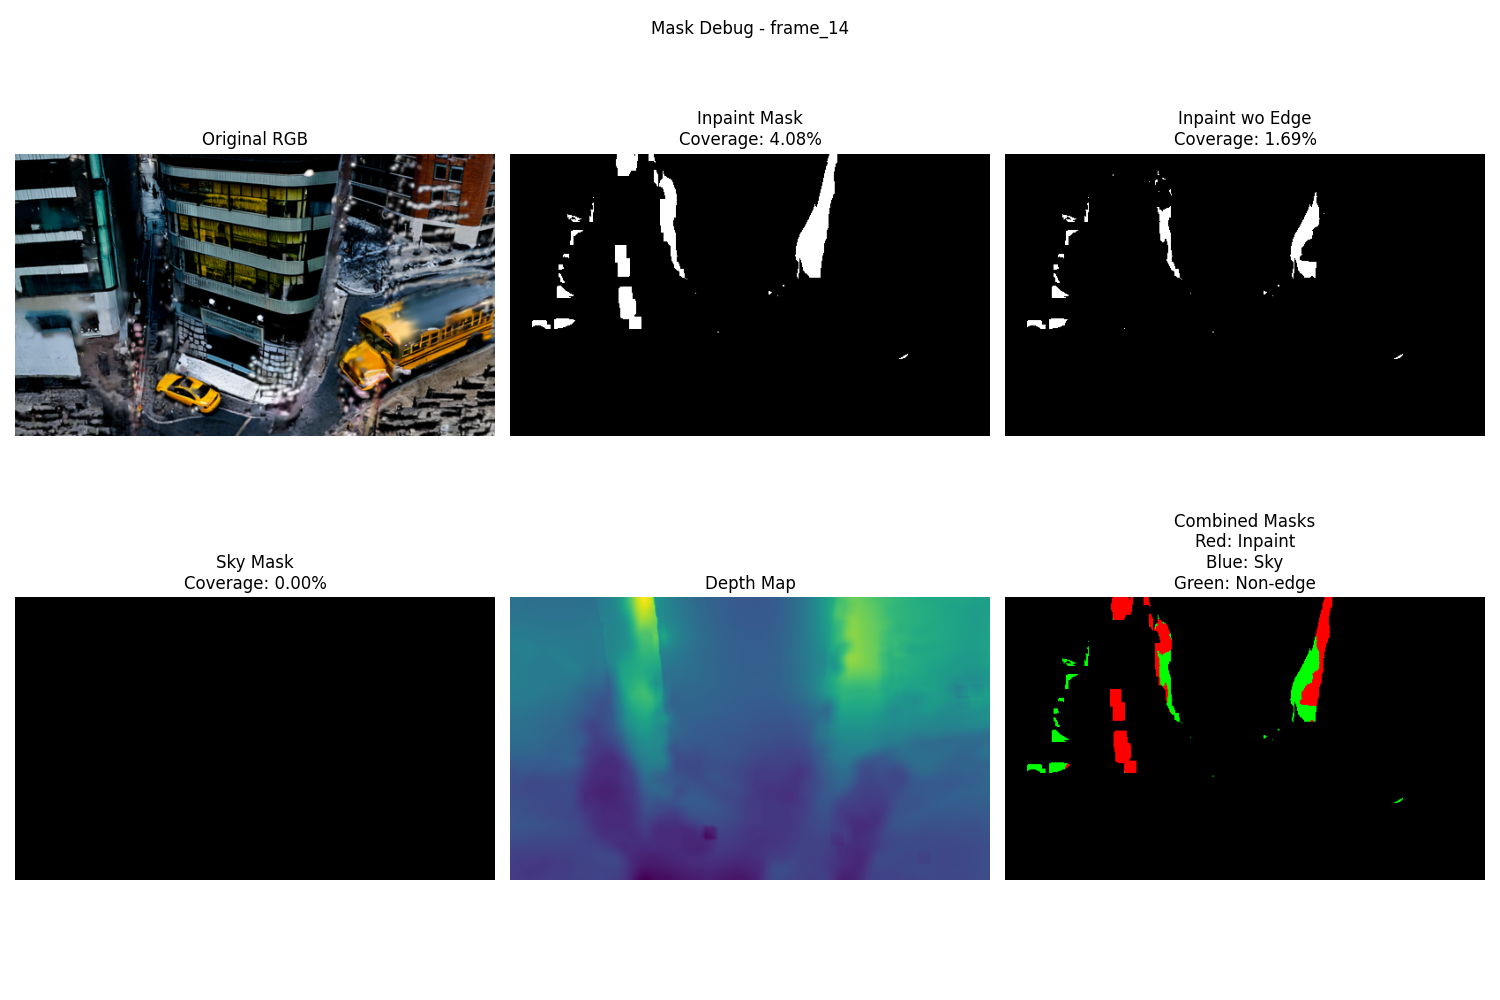 Mask Debug - frame_14
Original RGB
Inpaint Mask
Coverage: 4.08%
Inpaint wo Edge
Coverage: 1.69%
Sky Mask
Coverage: 0.00%
Depth Map
Combined Masks
Red: Inpaint
Blue: Sky
Green: Non-edge